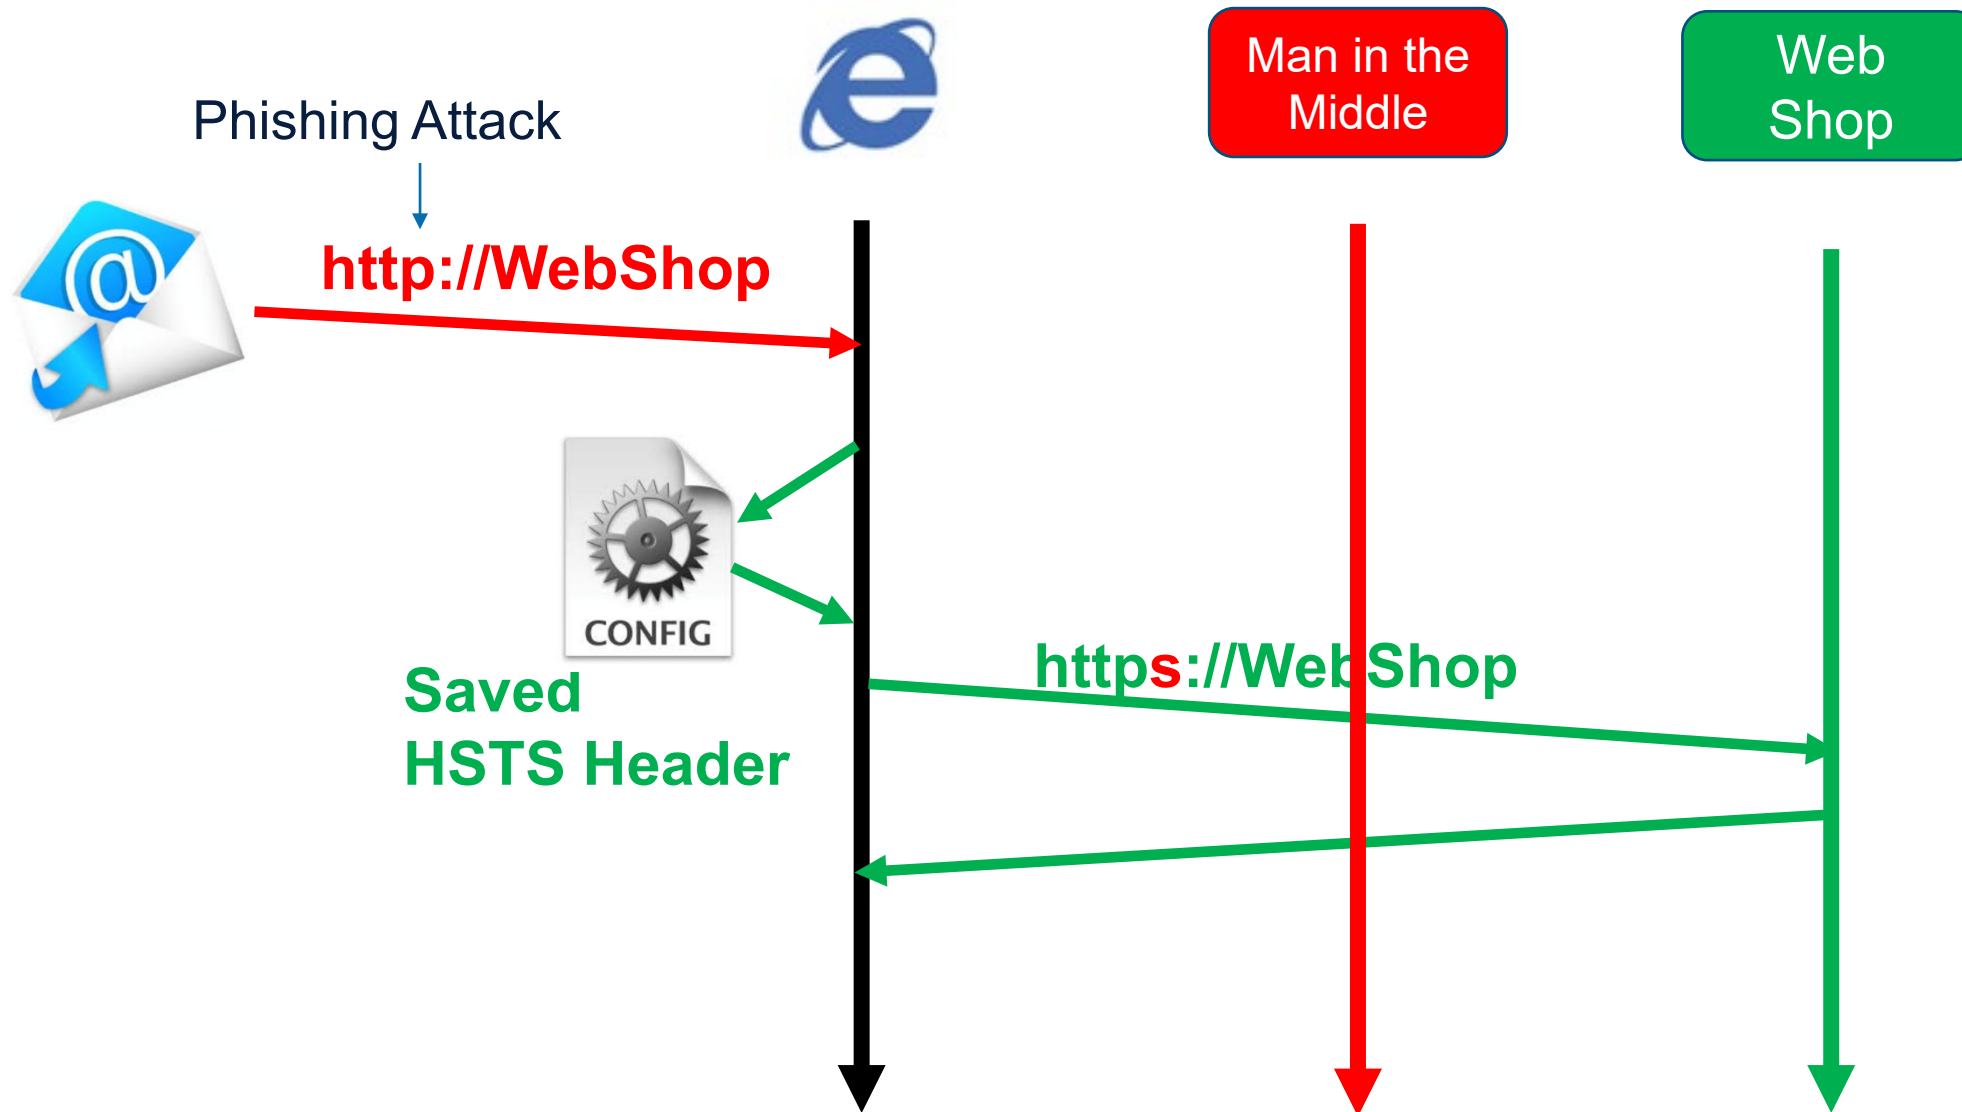 Phishing Attack
http://WebShop
Man in the
Middle
Web
Shop
@
CONFIG
Saved
HSTS Header
https://WebShop